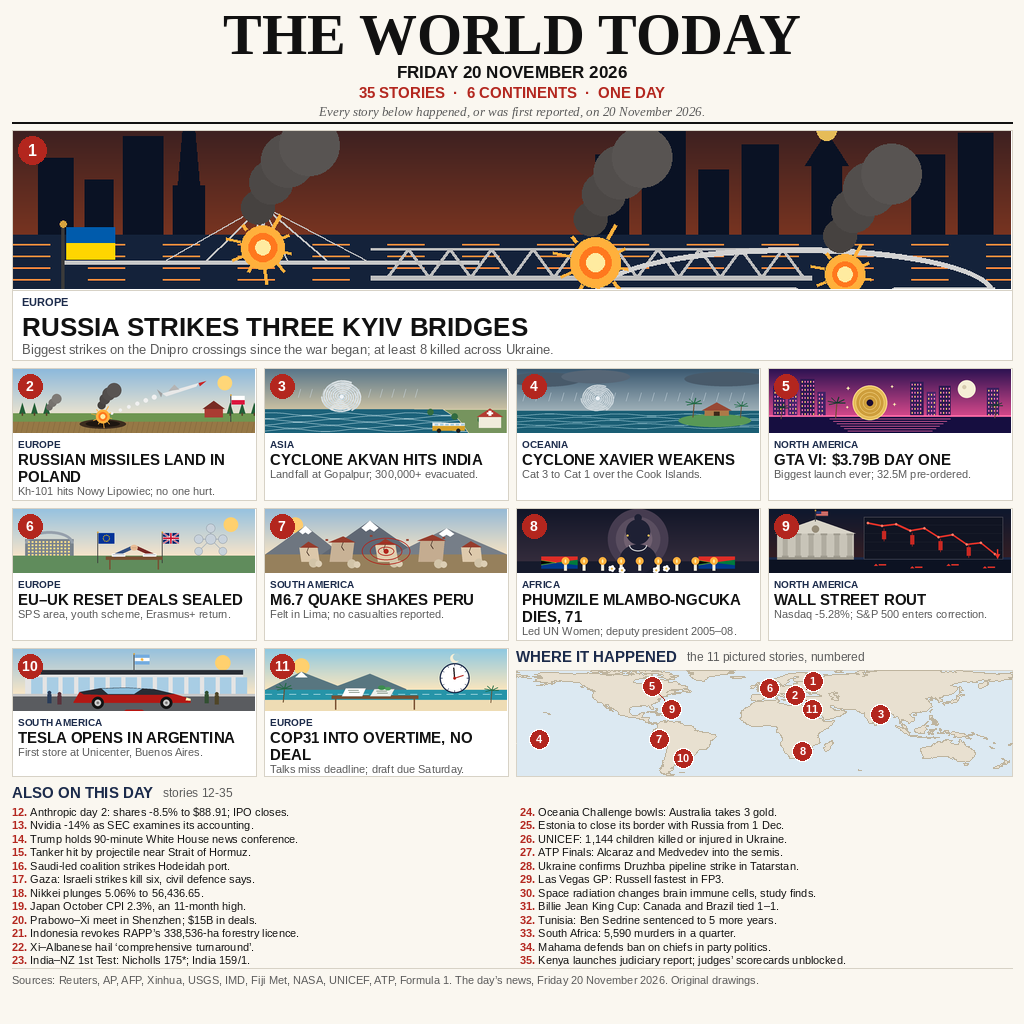 THE WORLD TODAY
FRIDAY 20 NOVEMBER 2026
35 STORIES · 6 CONTINENTS · ONE DAY
Every story below happened, or was first reported, on 20 November 2026.
1
EUROPE
RUSSIA STRIKES THREE KYIV BRIDGES
Biggest strikes on the Dnipro crossings since the war began; at least 8 killed across Ukraine.
2
EUROPE
RUSSIAN MISSILES LAND IN
POLAND
Kh-101 hits Nowy Lipowiec; no one hurt.
3
ASIA
CYCLONE AKVAN HITS INDIA
Landfall at Gopalpur; 300,000+ evacuated.
4
OCEANIA
CYCLONE XAVIER WEAKENS
Cat 3 to Cat 1 over the Cook Islands.
5
NORTH AMERICA
GTA VI: $3.79B DAY ONE
Biggest launch ever; 32.5M pre-ordered.
6
EUROPE
EU–UK RESET DEALS SEALED
SPS area, youth scheme, Erasmus+ return.
7
SOUTH AMERICA
M6.7 QUAKE SHAKES PERU
Felt in Lima; no casualties reported.
8
AFRICA
PHUMZILE MLAMBO-NGCUKA
DIES, 71
Led UN Women; deputy president 2005–08.
9
NORTH AMERICA
WALL STREET ROUT
Nasdaq -5.28%; S&P 500 enters correction.
10
SOUTH AMERICA
TESLA OPENS IN ARGENTINA
First store at Unicenter, Buenos Aires.
11
EUROPE
COP31 INTO OVERTIME, NO
DEAL
Talks miss deadline; draft due Saturday.
WHERE IT HAPPENED the 11 pictured stories, numbered
1
2
3
4
5
6
7
8
9
10
11
ALSO ON THIS DAY stories 12-35
12. Anthropic day 2: shares -8.5% to $88.91; IPO closes.
13. Nvidia -14% as SEC examines its accounting.
14. Trump holds 90-minute White House news conference.
15. Tanker hit by projectile near Strait of Hormuz.
16. Saudi-led coalition strikes Hodeidah port.
17. Gaza: Israeli strikes kill six, civil defence says.
18. Nikkei plunges 5.06% to 56,436.65.
19. Japan October CPI 2.3%, an 11-month high.
20. Prabowo–Xi meet in Shenzhen; $15B in deals.
21. Indonesia revokes RAPP's 338,536-ha forestry licence.
22. Xi–Albanese hail ‘comprehensive turnaround’.
23. India–NZ 1st Test: Nicholls 175*; India 159/1.
24. Oceania Challenge bowls: Australia takes 3 gold.
25. Estonia to close its border with Russia from 1 Dec.
26. UNICEF: 1,144 children killed or injured in Ukraine.
27. ATP Finals: Alcaraz and Medvedev into the semis.
28. Ukraine confirms Druzhba pipeline strike in Tatarstan.
29. Las Vegas GP: Russell fastest in FP3.
30. Space radiation changes brain immune cells, study finds.
31. Billie Jean King Cup: Canada and Brazil tied 1–1.
32. Tunisia: Ben Sedrine sentenced to 5 more years.
33. South Africa: 5,590 murders in a quarter.
34. Mahama defends ban on chiefs in party politics.
35. Kenya launches judiciary report; judges' scorecards unblocked.
Sources: Reuters, AP, AFP, Xinhua, USGS, IMD, Fiji Met, NASA, UNICEF, ATP, Formula 1. The day's news, Friday 20 November 2026. Original drawings.